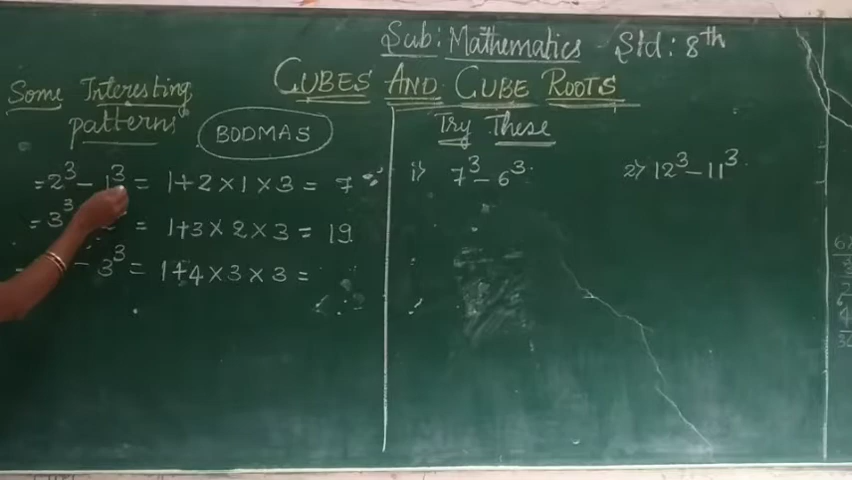 Sub: Mathematics Std: 8th
CUBES AND CUBE ROOTS
Some Interesting
patterns
BODMAS
= 2³ - 1³ = 1+2×1×3 = 7
= 3³ = 1+3×2×3 = 19
- 3³ = 1+4×3×3 =
Try These
i) 7³ - 6³
2) 12³ - 11³